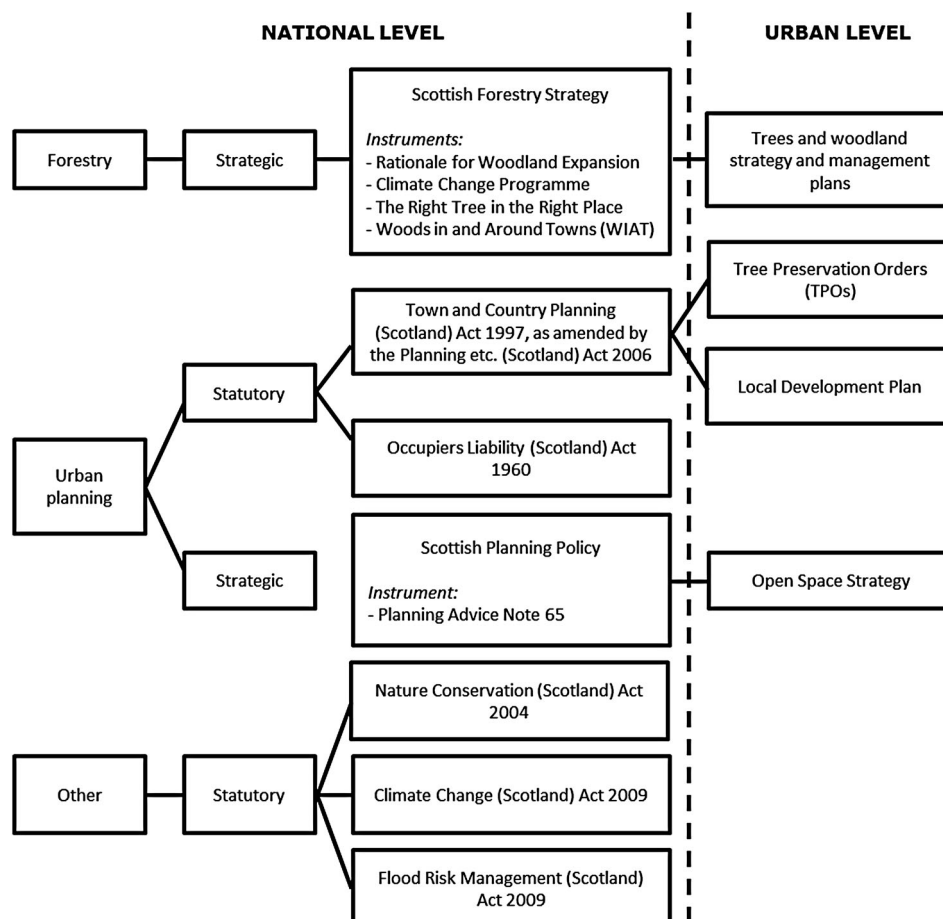 NATIONAL LEVEL
URBAN LEVEL
Forestry
Strategic
Scottish Forestry Strategy
Instruments:
- Rationale for Woodland Expansion
- Climate Change Programme
- The Right Tree in the Right Place
- Woods in and Around Towns (WIAT)
Trees and woodland
strategy and management
plans
Urban
planning
Statutory
Town and Country Planning
(Scotland) Act 1997, as amended by
the Planning etc. (Scotland) Act 2006
Tree Preservation Orders
(TPOs)
Local Development Plan
Occupiers Liability (Scotland) Act
1960
Strategic
Scottish Planning Policy
Instrument:
- Planning Advice Note 65
Open Space Strategy
Other
Statutory
Nature Conservation (Scotland) Act
2004
Climate Change (Scotland) Act 2009
Flood Risk Management (Scotland)
Act 2009